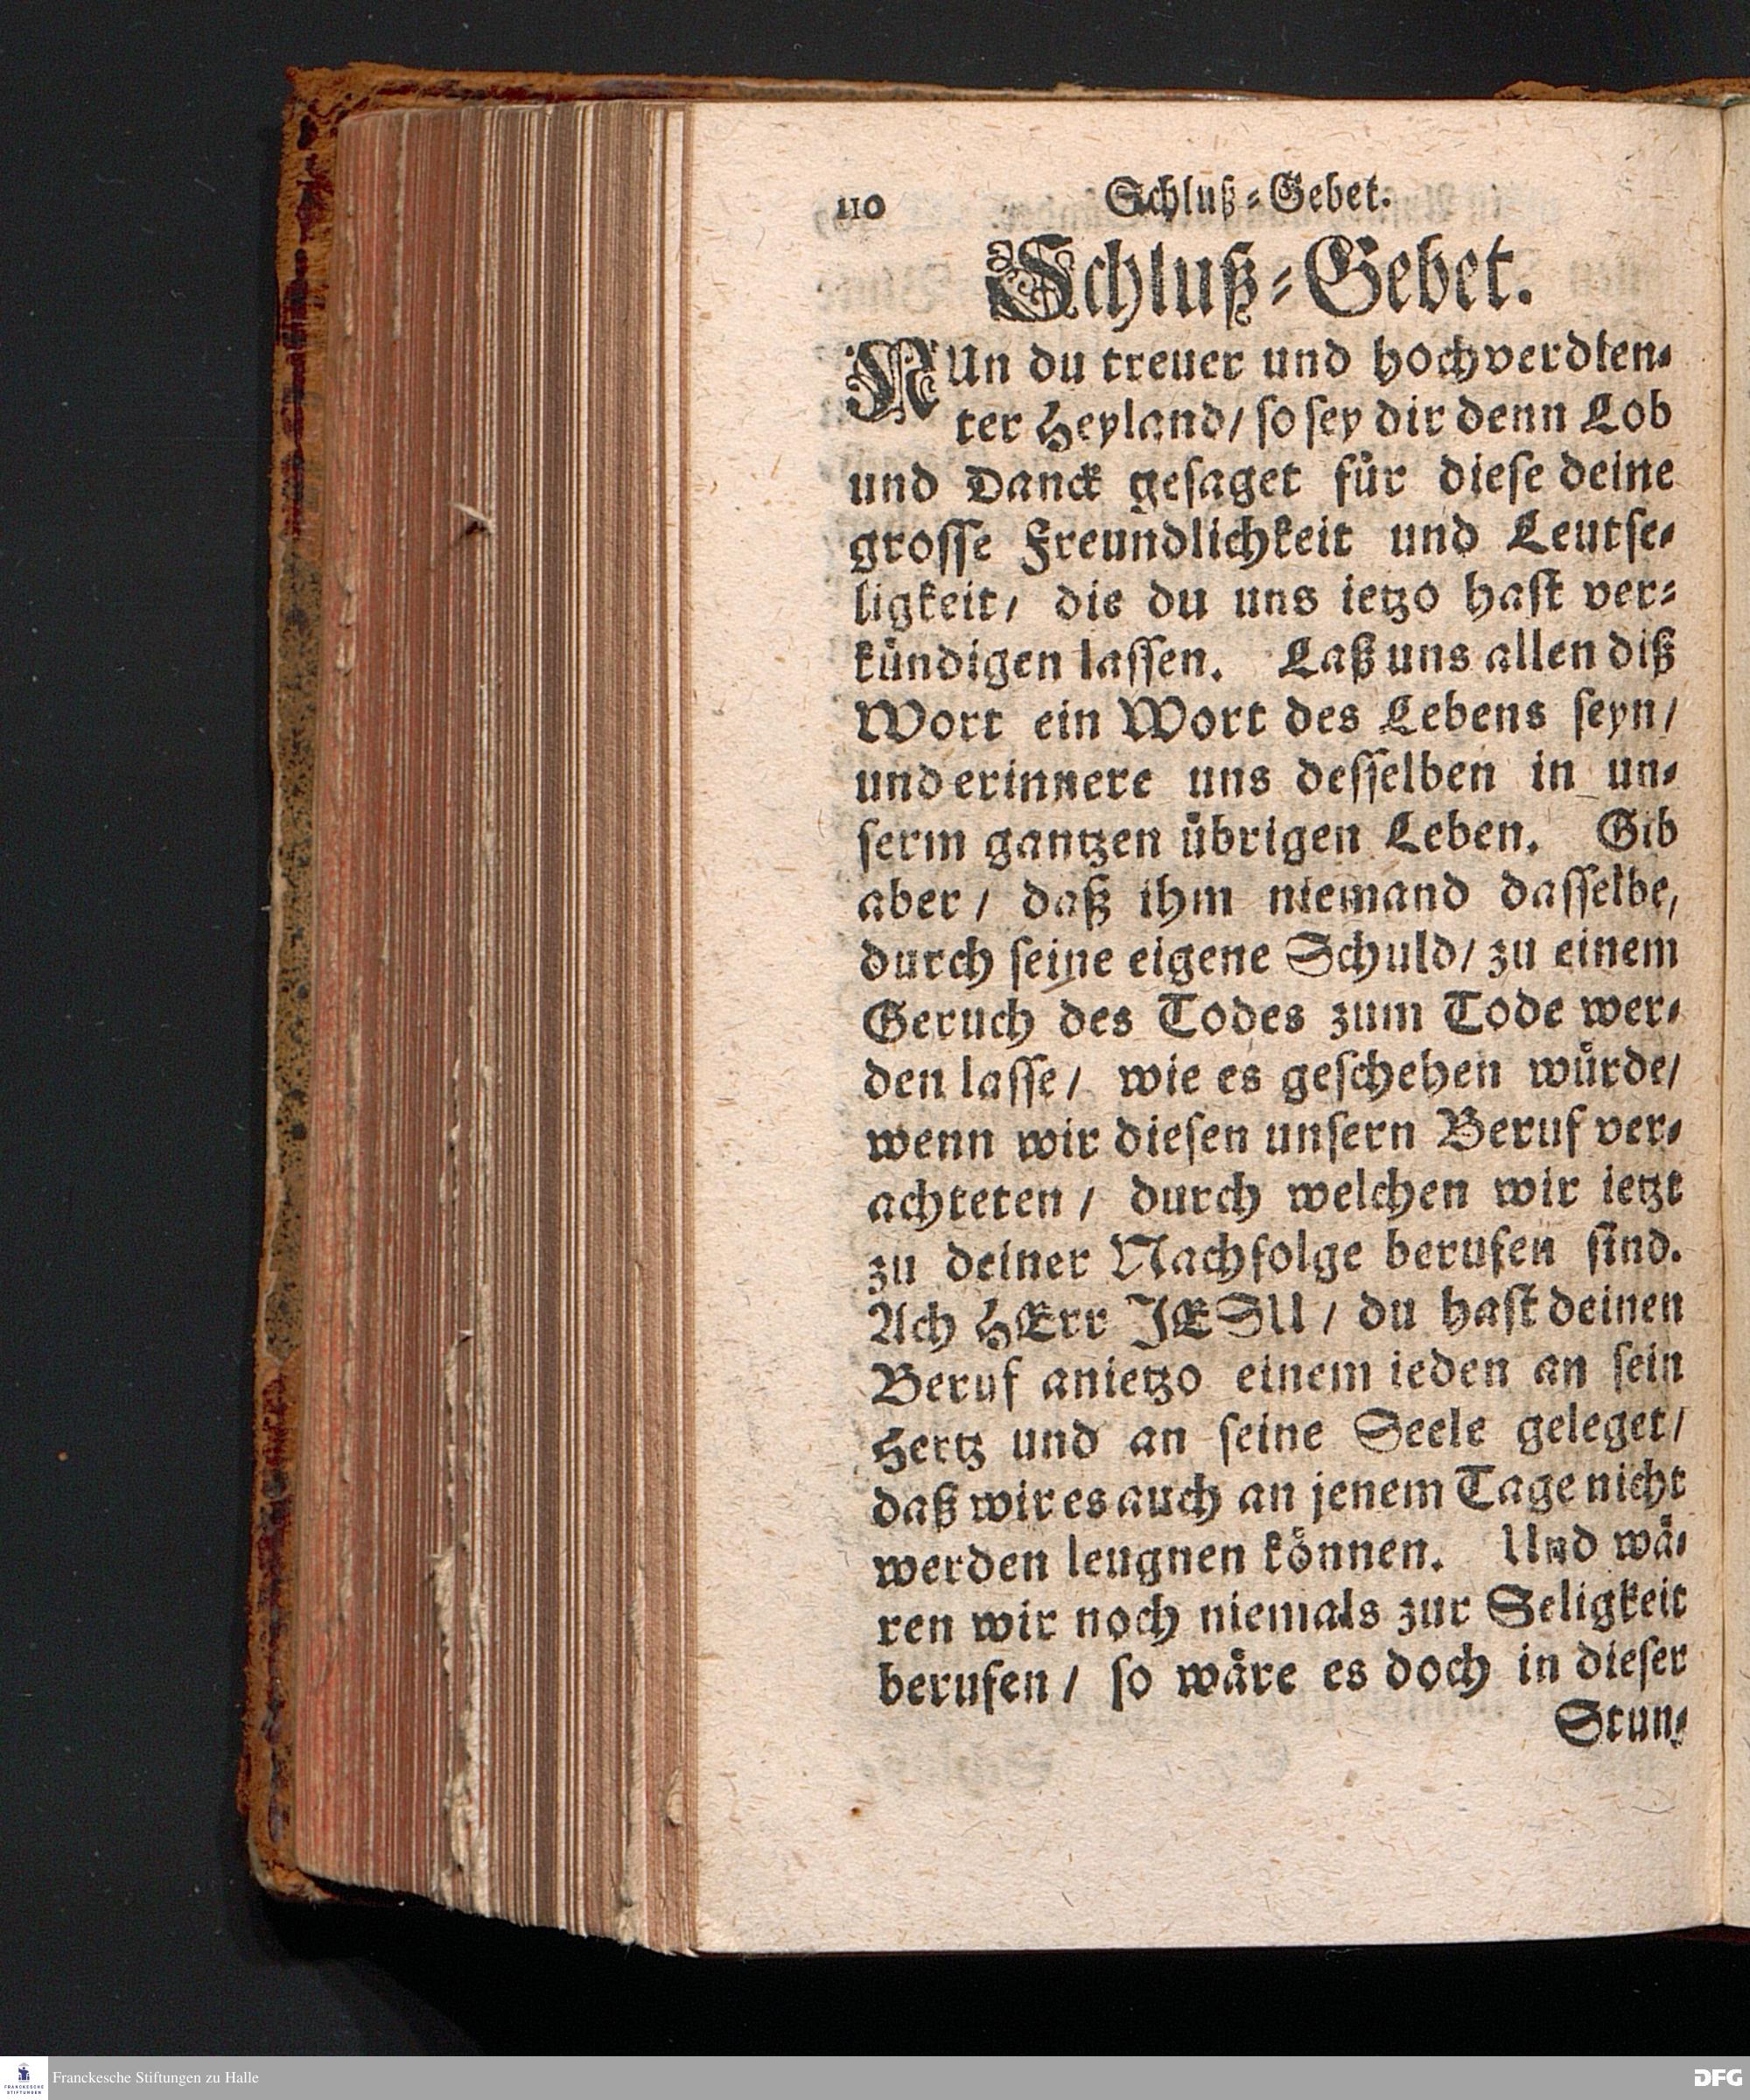 110 Schluß-Gebet.
Schluß-Gebet.
NUn du treuer und hochverdien-
ter Heyland/ so sey dir denn Lob
und Danck gesaget für diese deine
grosse Freundlichkeit und Leutse-
ligkeit/ die du uns ietzo hast ver-
kündigen lassen. Laß uns allen diß
Wort ein Wort des Lebens seyn/
und erinnere uns desselben in un-
serm gantzen übrigen Leben. Gib
aber/ daß ihm niemand dasselbe,
durch seine eigene Schuld/ zu einem
Geruch des Todes zum Tode wer-
den lasse/ wie es geschehen würde/
wenn wir diesen unsern Beruf ver-
achteten/ durch welchen wir ietzt
zu deiner Nachfolge berufen sind.
Ach HErr JESU/ du hast deinen
Beruf anietzo einem ieden an sein
Hertz und an seine Seele geleget/
daß wir es auch an jenem Tage nicht
werden leugnen können. Und wä-
ren wir noch niemals zur Seligkeit
berufen/ so wäre es doch in dieser
Stun-
FRANCKESCHE
STIFTUNGEN
Franckesche Stiftungen zu Halle
DFG